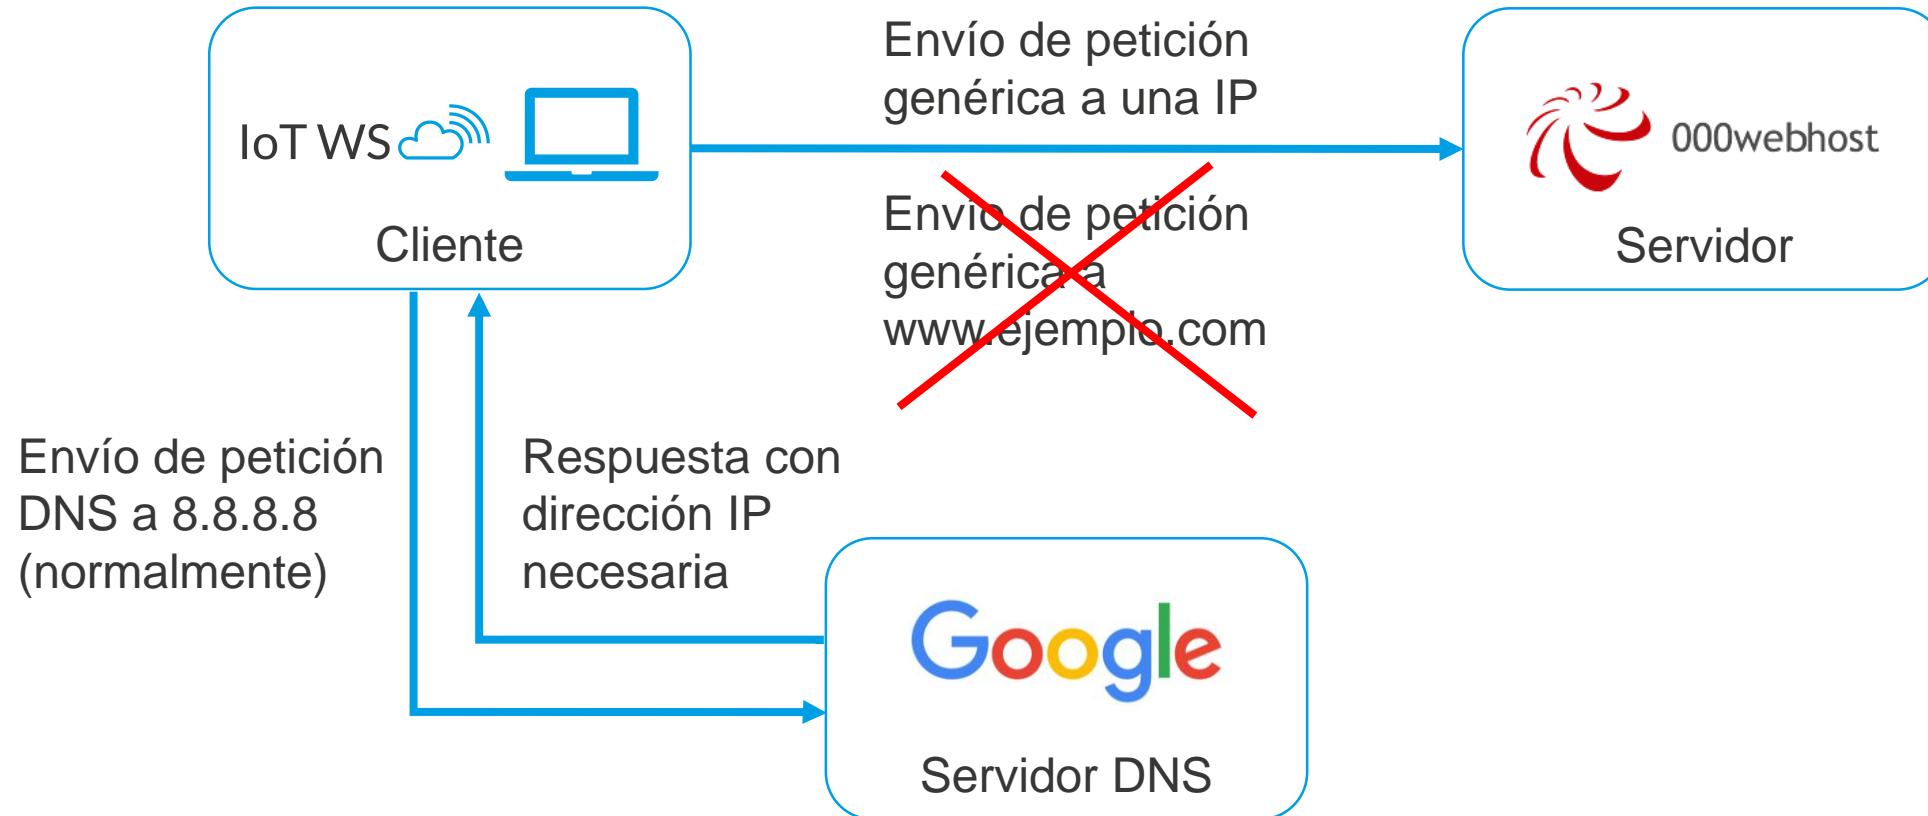 IoT WS
Cliente
Envío de petición
genérica a una IP
Envío de petición
genérica a
www.ejemplo.com
000webhost
Servidor
Envío de petición
DNS a 8.8.8.8
(normalmente)
Respuesta con
dirección IP
necesaria
Google
Servidor DNS